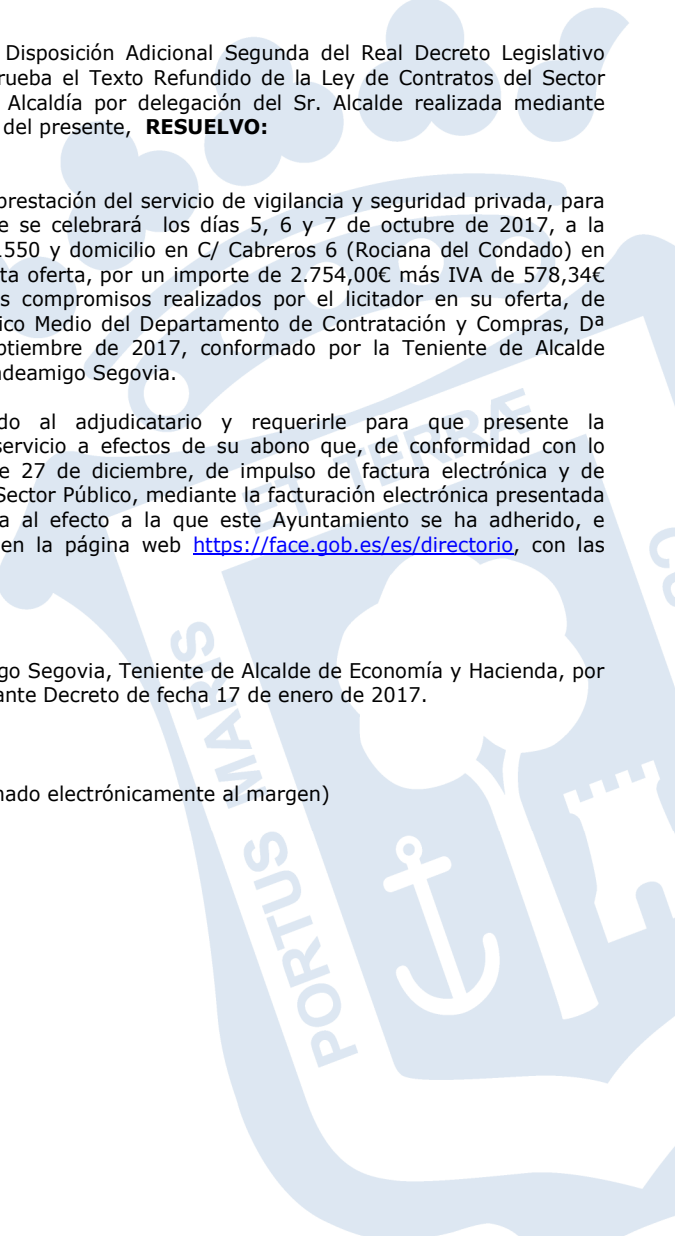 Disposición Adicional Segunda del Real Decreto Legislativo
rueba el Texto Refundido de la Ley de Contratos del Sector
Alcaldía por delegación del Sr. Alcalde realizada mediante
del presente, RESUELVO:
prestación del servicio de vigilancia y seguridad privada, para
e se celebrará los días 5, 6 y 7 de octubre de 2017, a la
1550 y domicilio en C/ Cabreros 6 (Rociana del Condado) en
ta oferta, por un importe de 2.754,00€ más IVA de 578,34€
s compromisos realizados por el licitador en su oferta, de
ico Medio del Departamento de Contratación y Compras, Dª
ptiembre de 2017, conformado por la Teniente de Alcalde
adeamigo Segovia.
do al adjudicatario y requerirle para que presente la
servicio a efectos de su abono que, de conformidad con lo
e 27 de diciembre, de impulso de factura electrónica y de
Sector Público, mediante la facturación electrónica presentada
a al efecto a la que este Ayuntamiento se ha adherido, e
en la página web https://face.gob.es/es/directorio, con las
go Segovia, Teniente de Alcalde de Economía y Hacienda, por
ante Decreto de fecha 17 de enero de 2017.
nado electrónicamente al margen)
PORTUS MARIS
ET TERRÆ